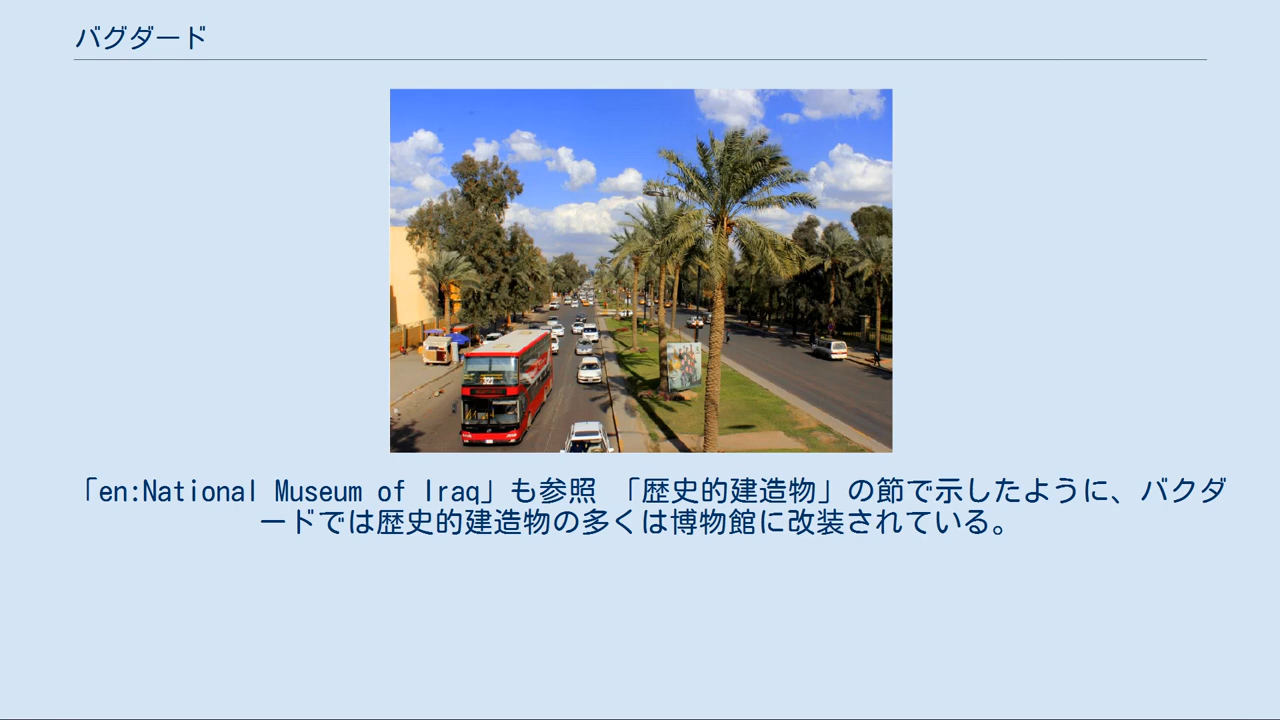 バグダード
「en:National Museum of Iraq」も参照 「歴史的建造物」の節で示したように、バクダ
ードでは歴史的建造物の多くは博物館に改装されている。